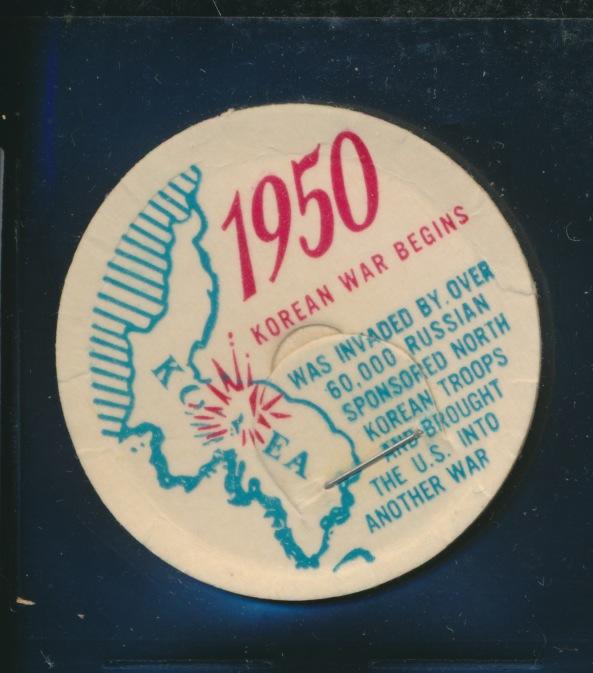 1950
KOREAN WAR BEGINS
WAS INVADED BY OVER
60,000 RUSSIAN
SPONSORED NORTH
KOREAN TROOPS
AND BROUGHT
THE U.S. INTO
ANOTHER WAR
KOREA